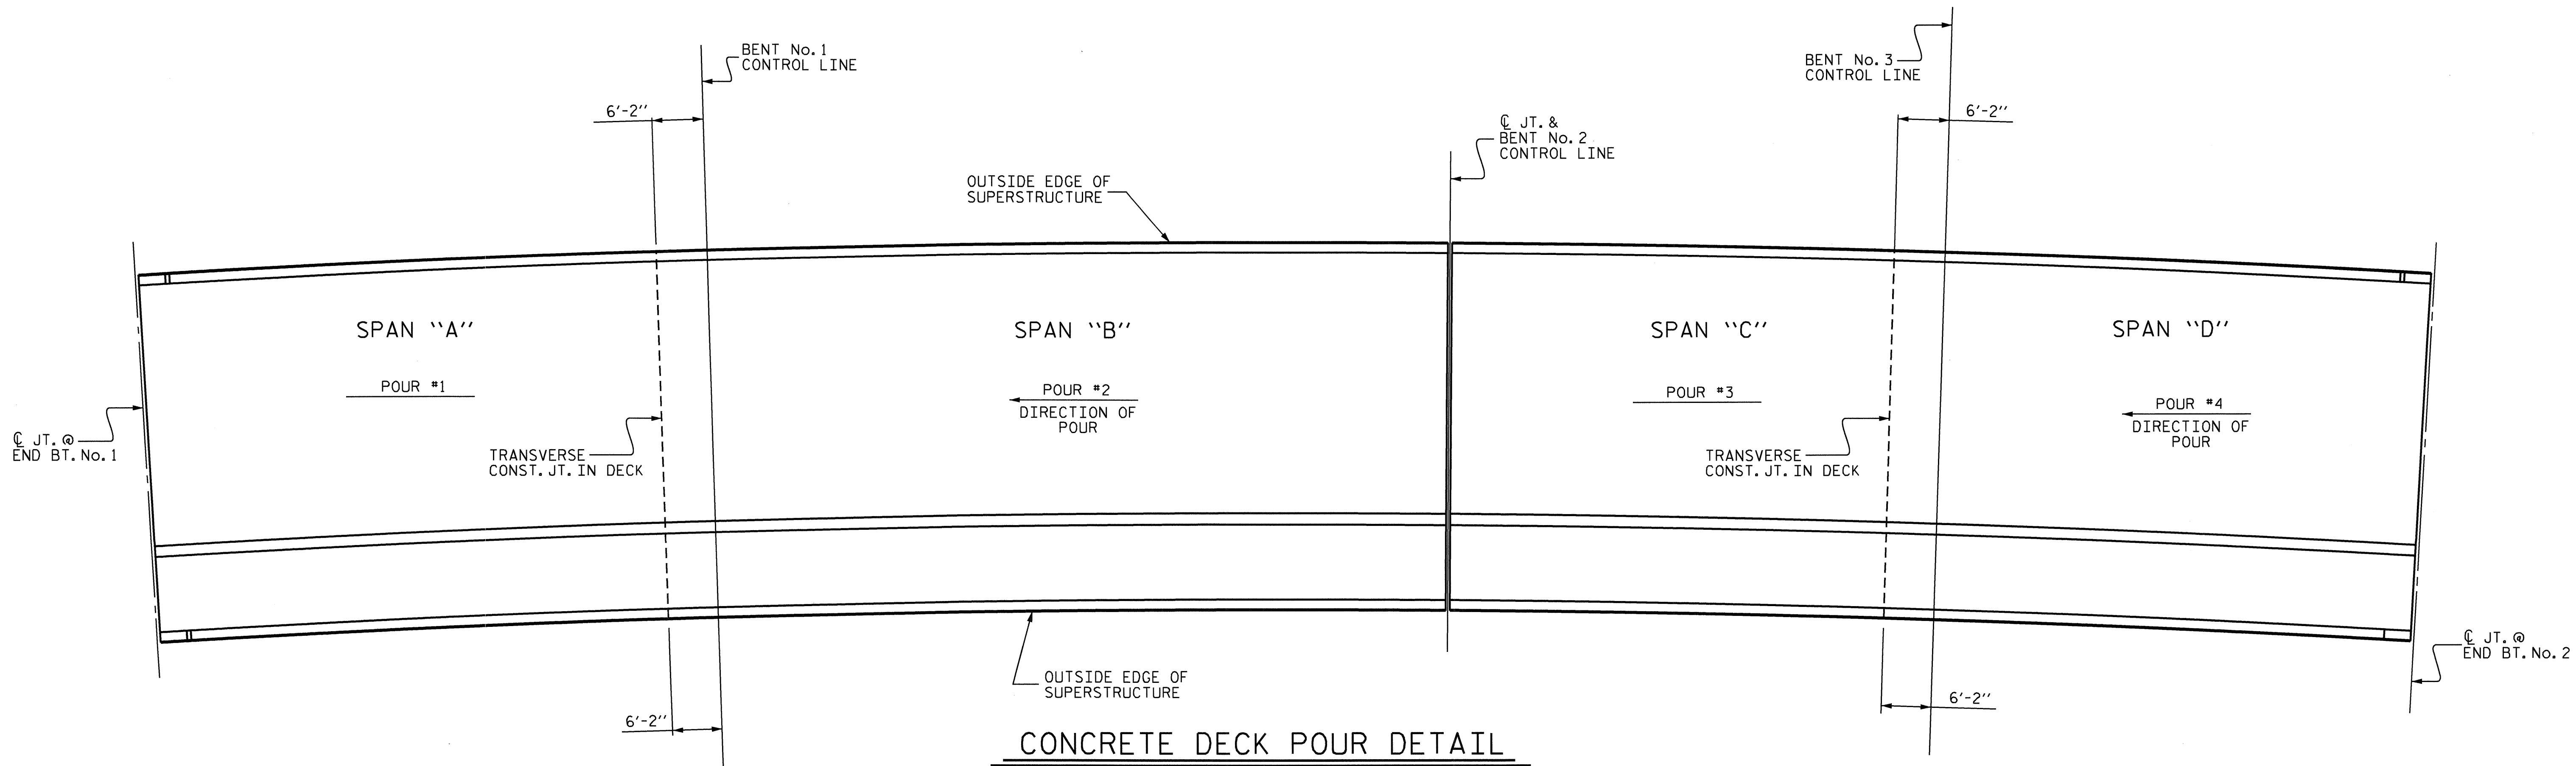 BENT No. 1
CONTROL LINE
BENT No. 3
CONTROL LINE
6'-2''
6'-2''
℄ JT. &
BENT No. 2
CONTROL LINE
OUTSIDE EDGE OF
SUPERSTRUCTURE
SPAN ''A''
SPAN ''B''
SPAN ''C''
SPAN ''D''
POUR #1
POUR #2
DIRECTION OF
POUR
POUR #3
POUR #4
DIRECTION OF
POUR
℄ JT. @
END BT. No. 1
TRANSVERSE
CONST. JT. IN DECK
TRANSVERSE
CONST. JT. IN DECK
℄ JT. @
END BT. No. 2
OUTSIDE EDGE OF
SUPERSTRUCTURE
6'-2''
6'-2''
CONCRETE DECK POUR DETAIL